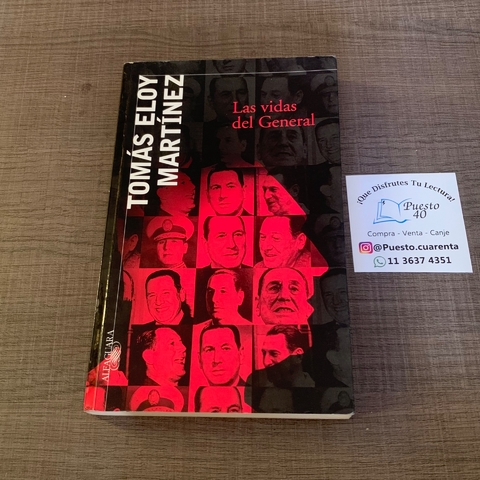 TOMÁS ELOY
MARTÍNEZ
Las vidas
del General
ALFAGUARA
¡Que Disfrutes Tu Lectura!
Puesto
40
Compra - Venta - Canje
@Puesto.cuarenta
11 3637 4351